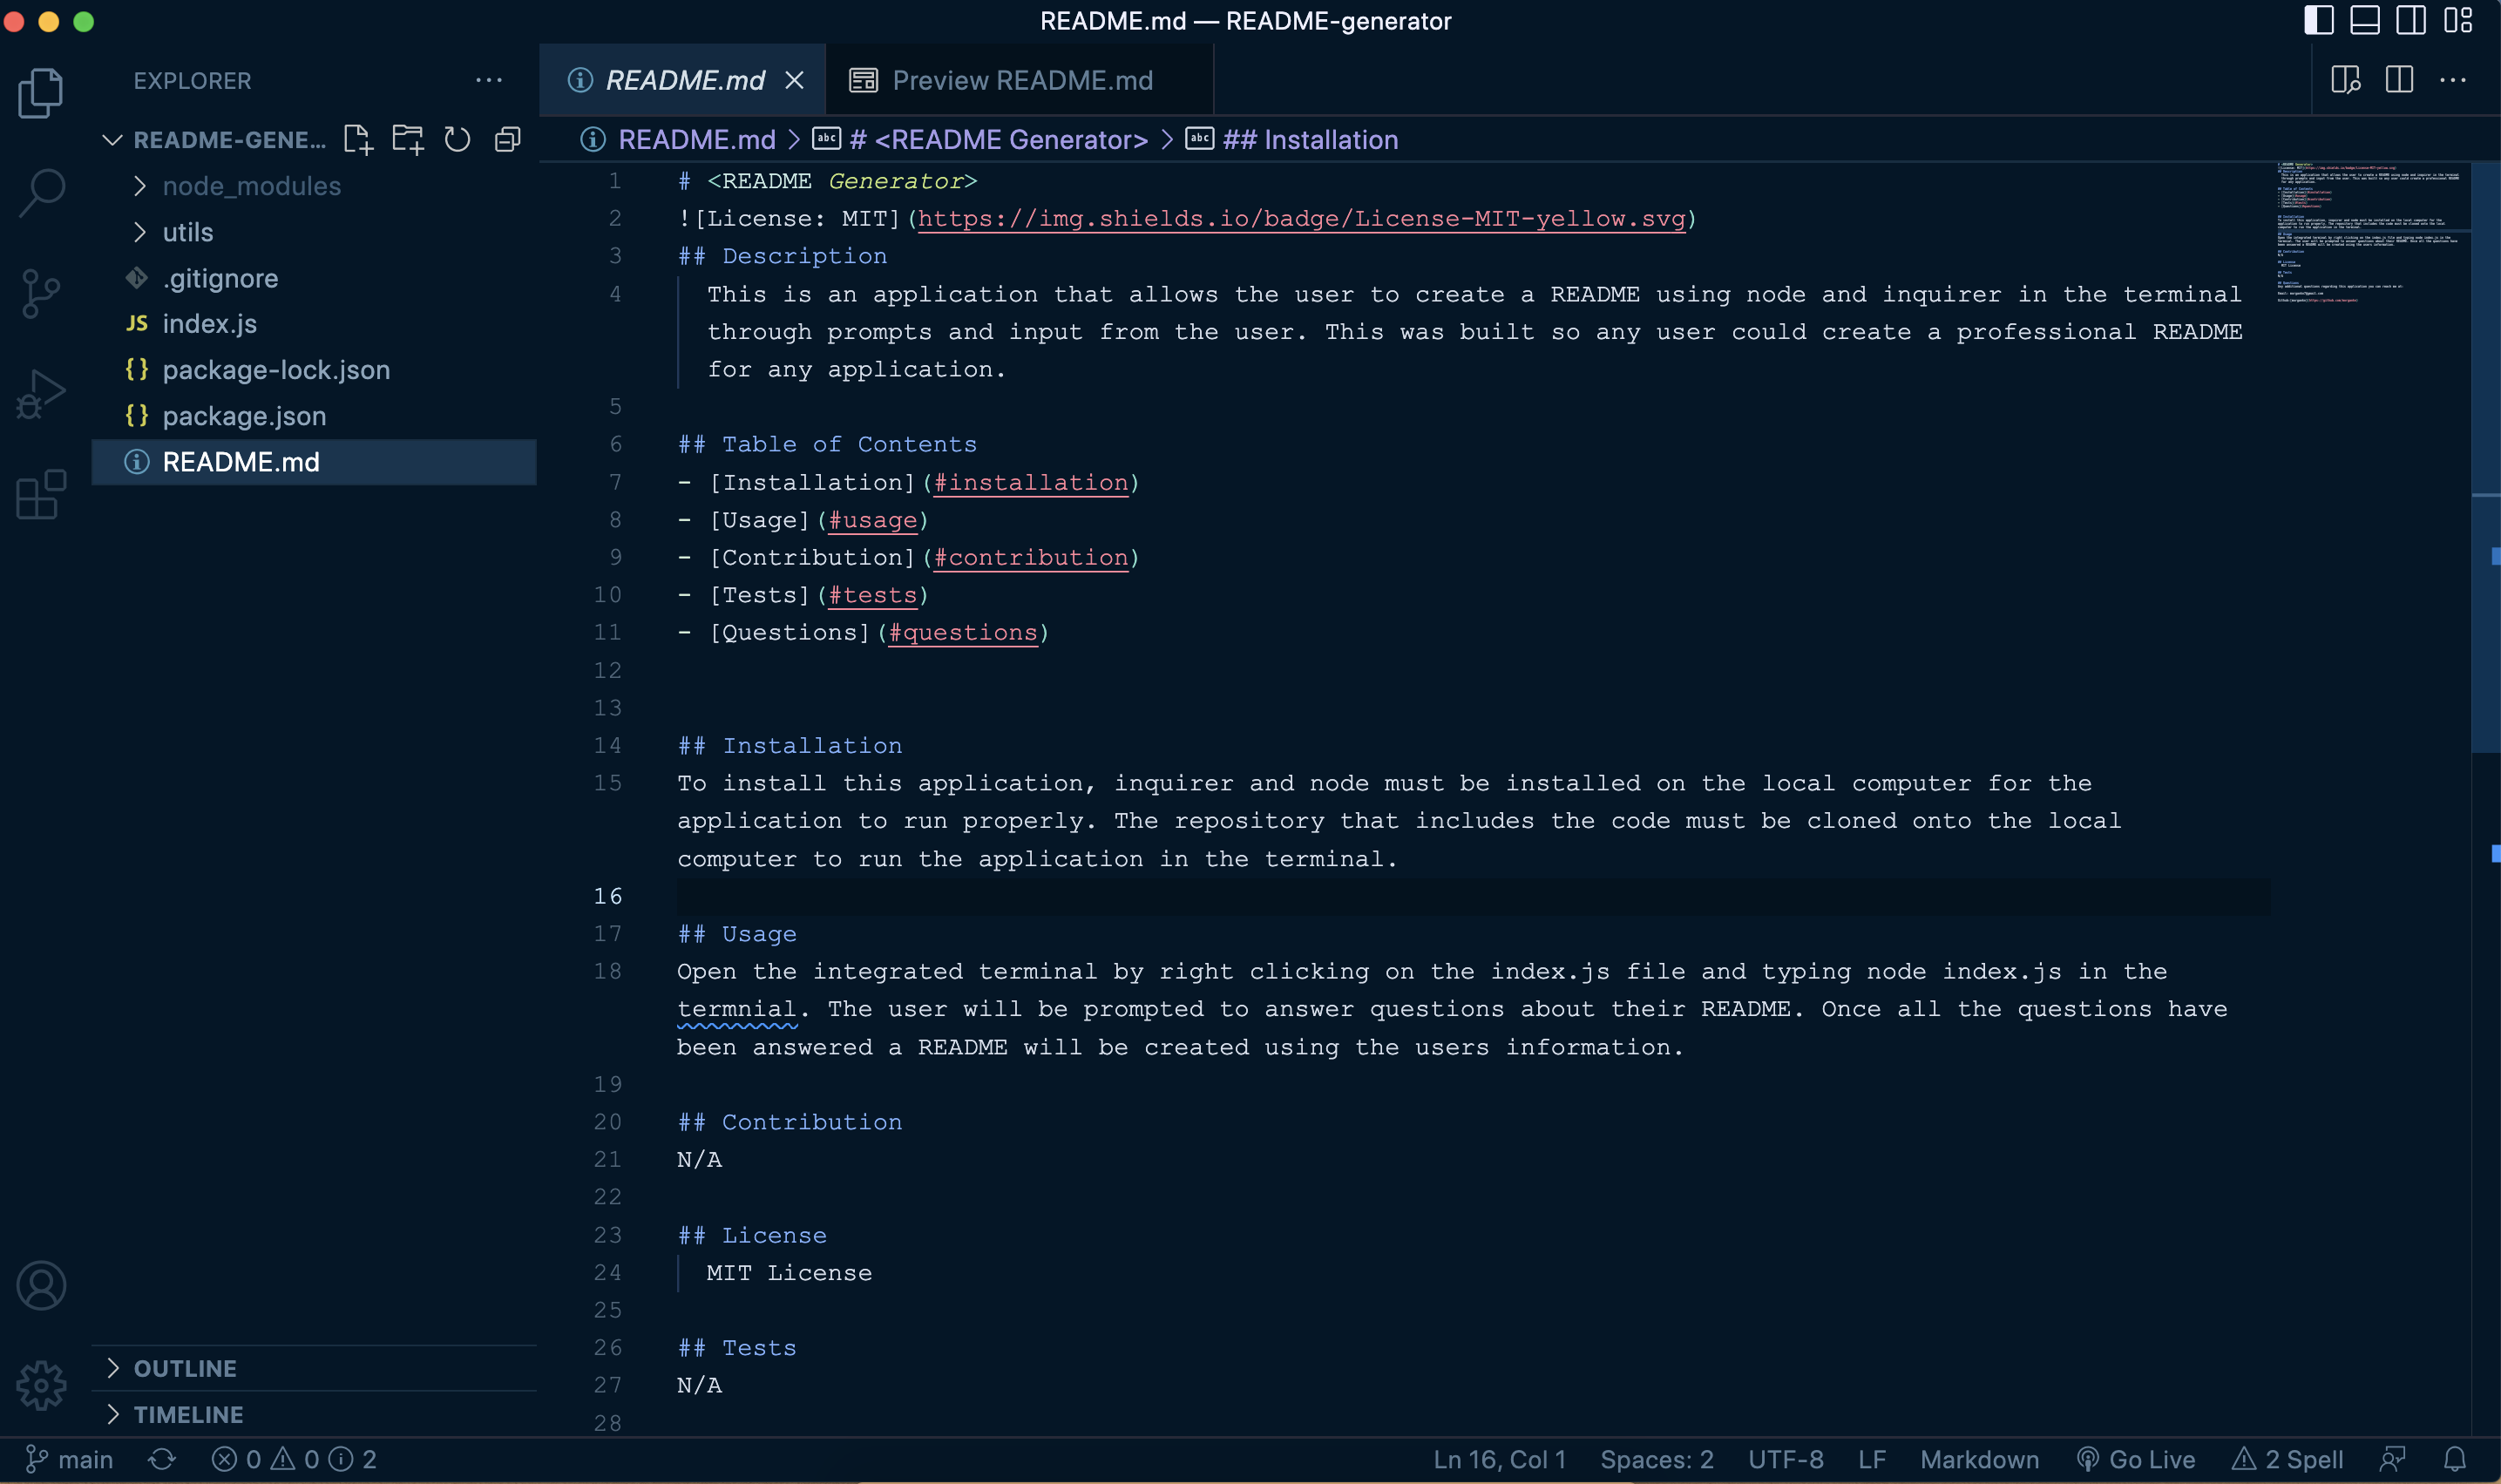 README.md — README-generator
EXPLORER
README-GENE...
node_modules
utils
.gitignore
JS index.js
{} package-lock.json
{} package.json
README.md
OUTLINE
TIMELINE
README.md
Preview README.md
README.md > # <README Generator> > ## Installation
1 # <README Generator>
2 ![License: MIT](https://img.shields.io/badge/License-MIT-yellow.svg)
3 ## Description
4 This is an application that allows the user to create a README using node and inquirer in the terminal
through prompts and input from the user. This was built so any user could create a professional README
for any application.
5
6 ## Table of Contents
7 - [Installation](#installation)
8 - [Usage](#usage)
9 - [Contribution](#contribution)
10 - [Tests](#tests)
11 - [Questions](#questions)
12
13
14 ## Installation
15 To install this application, inquirer and node must be installed on the local computer for the
application to run properly. The repository that includes the code must be cloned onto the local
computer to run the application in the terminal.
16
17 ## Usage
18 Open the integrated terminal by right clicking on the index.js file and typing node index.js in the
termnial. The user will be prompted to answer questions about their README. Once all the questions have
been answered a README will be created using the users information.
19
20 ## Contribution
21 N/A
22
23 ## License
24 MIT License
25
26 ## Tests
27 N/A
28
main 0 0 2 Ln 16, Col 1 Spaces: 2 UTF-8 LF Markdown Go Live 2 Spell